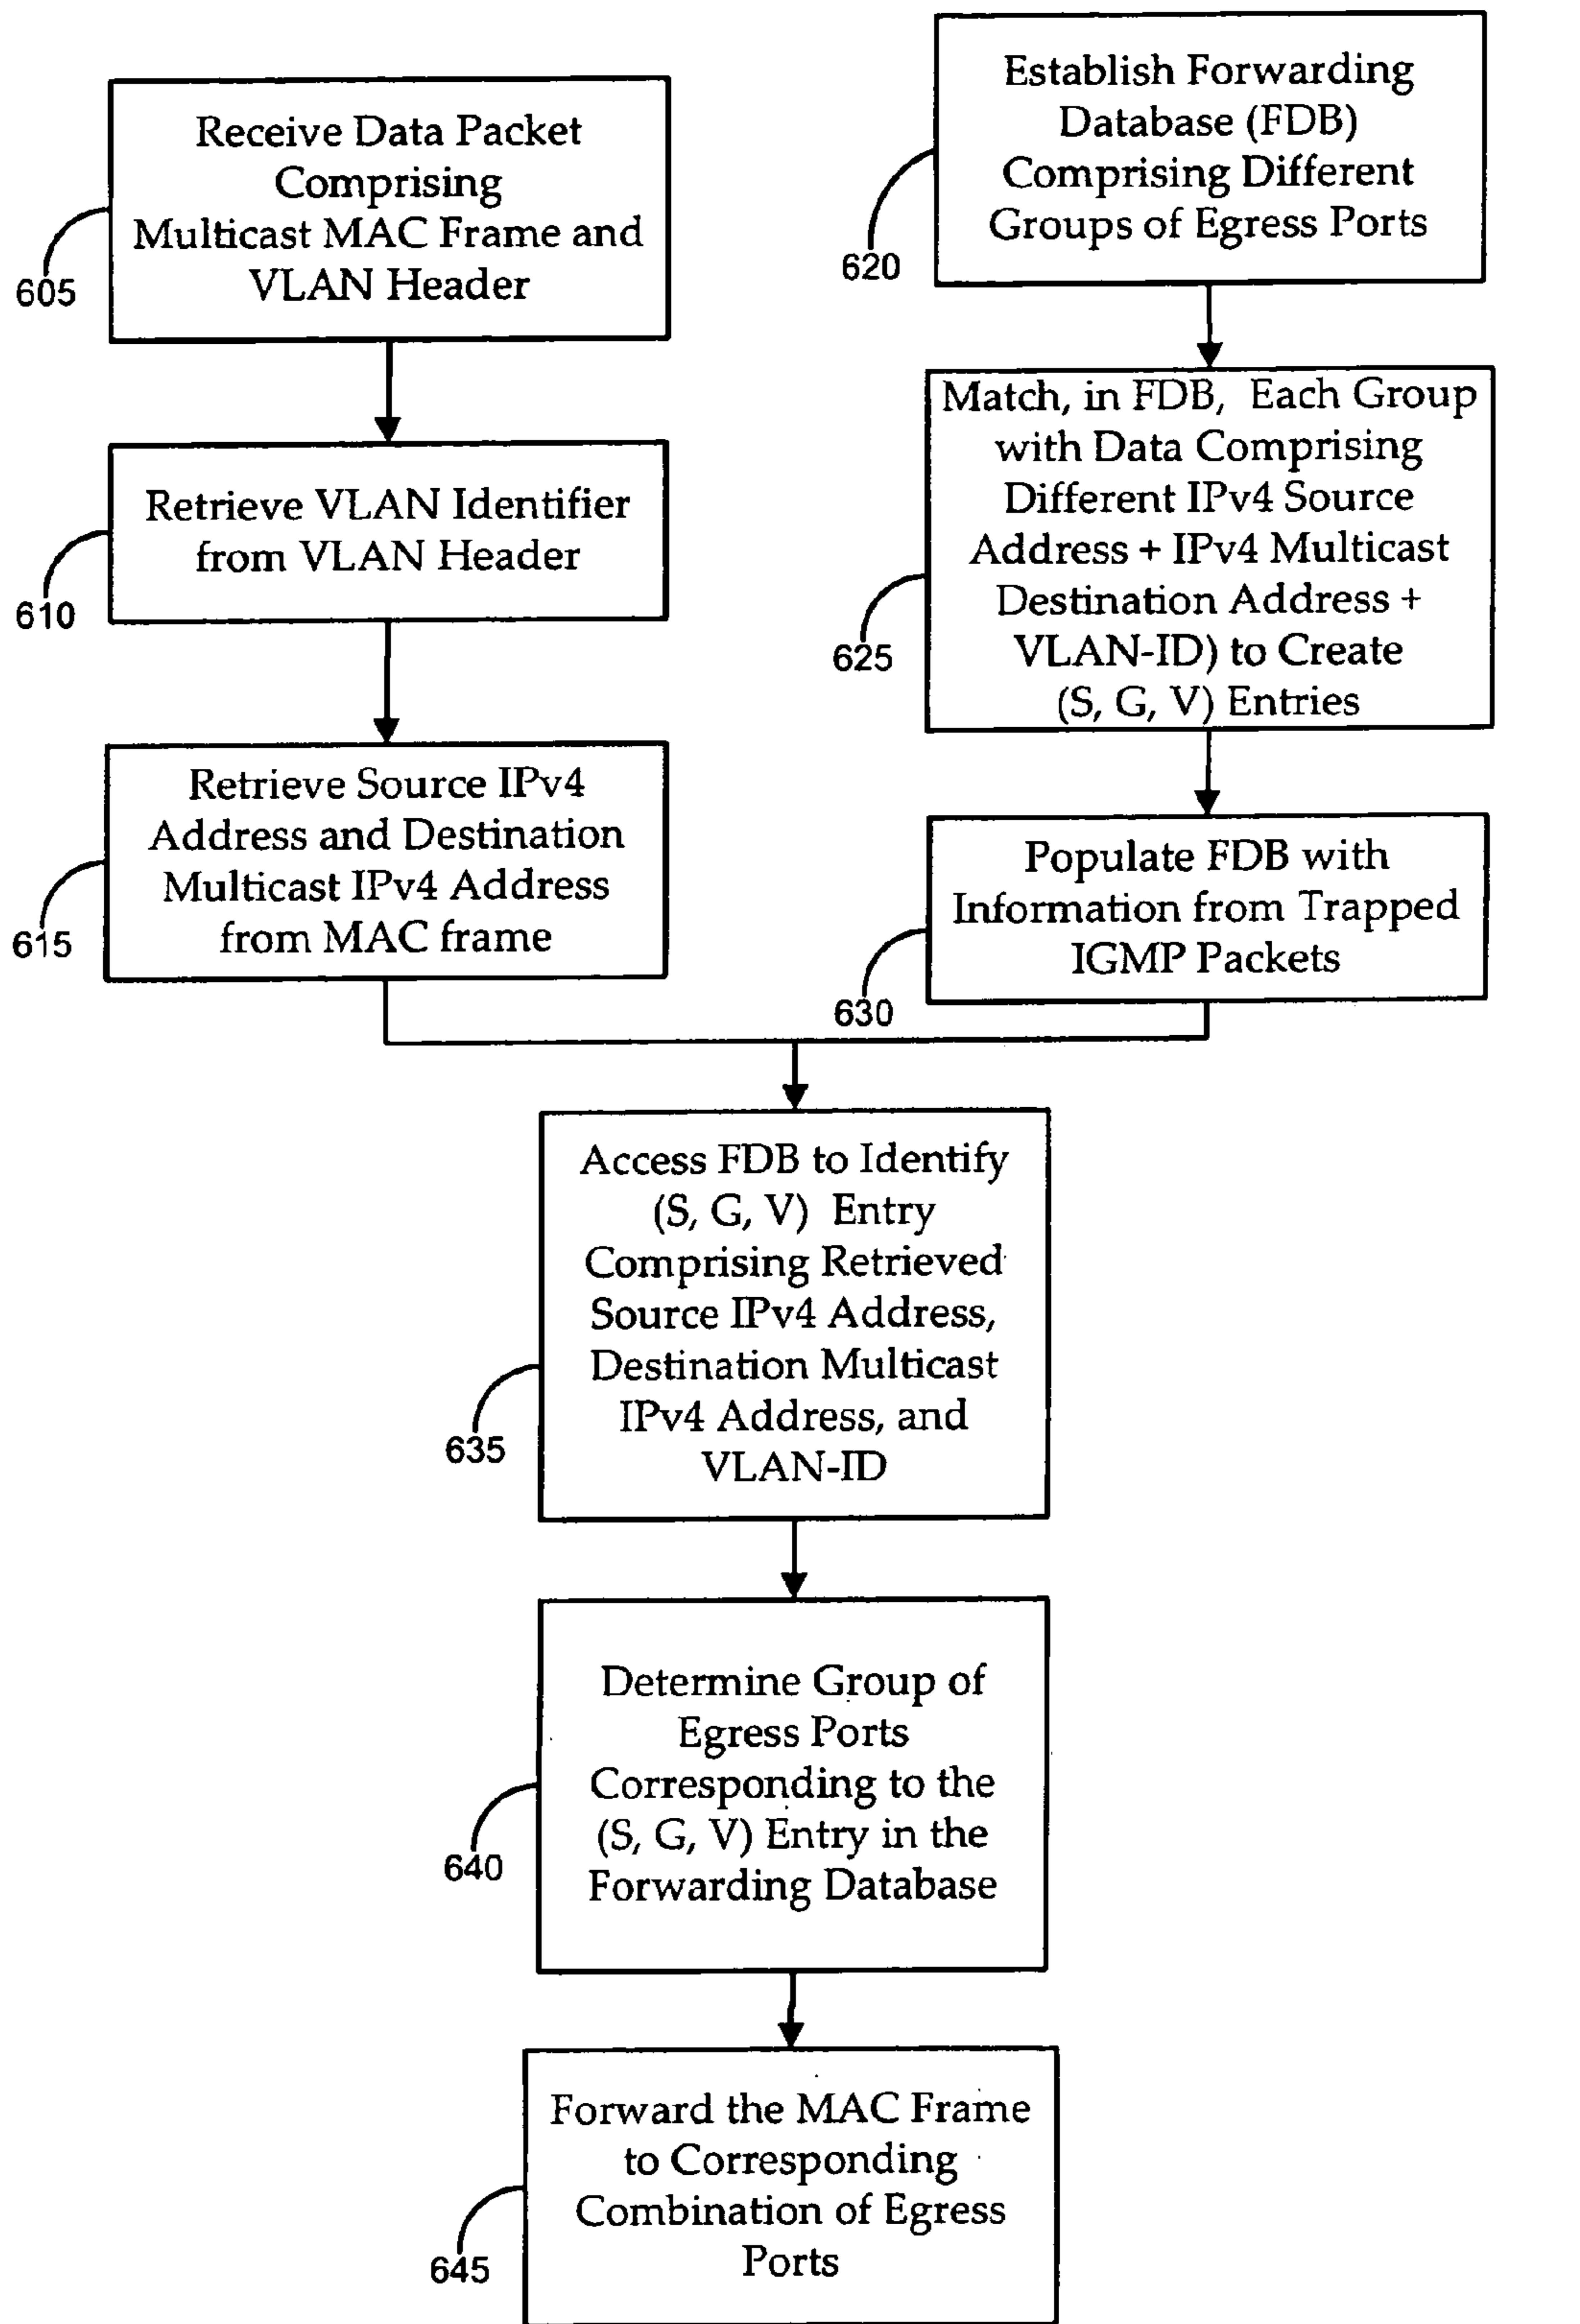 Receive Data Packet
Comprising
Multicast MAC Frame and
VLAN Header
605
Retrieve VLAN Identifier
from VLAN Header
610
Retrieve Source IPv4
Address and Destination
Multicast IPv4 Address
from MAC frame
615
Establish Forwarding
Database (FDB)
Comprising Different
Groups of Egress Ports
620
Match, in FDB, Each Group
with Data Comprising
Different IPv4 Source
Address + IPv4 Multicast
Destination Address +
VLAN-ID) to Create
(S, G, V) Entries
625
Populate FDB with
Information from Trapped
IGMP Packets
630
Access FDB to Identify
(S, G, V) Entry
Comprising Retrieved
Source IPv4 Address,
Destination Multicast
IPv4 Address, and
VLAN-ID
635
Determine Group of
Egress Ports
Corresponding to the
(S, G, V) Entry in the
Forwarding Database
640
Forward the MAC Frame
to Corresponding
Combination of Egress
Ports
645